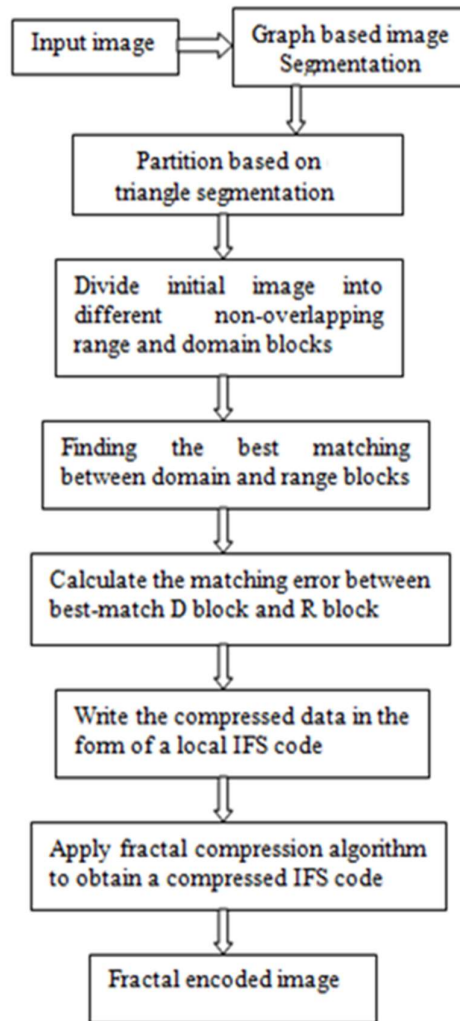 Input image
Graph based image
Segmentation
Partition based on
triangle segmentation
Divide initial image into
different non-overlapping
range and domain blocks
Finding the best matching
between domain and range blocks
Calculate the matching error between
best-match D block and R block
Write the compressed data in the
form of a local IFS code
Apply fractal compression algorithm
to obtain a compressed IFS code
Fractal encoded image